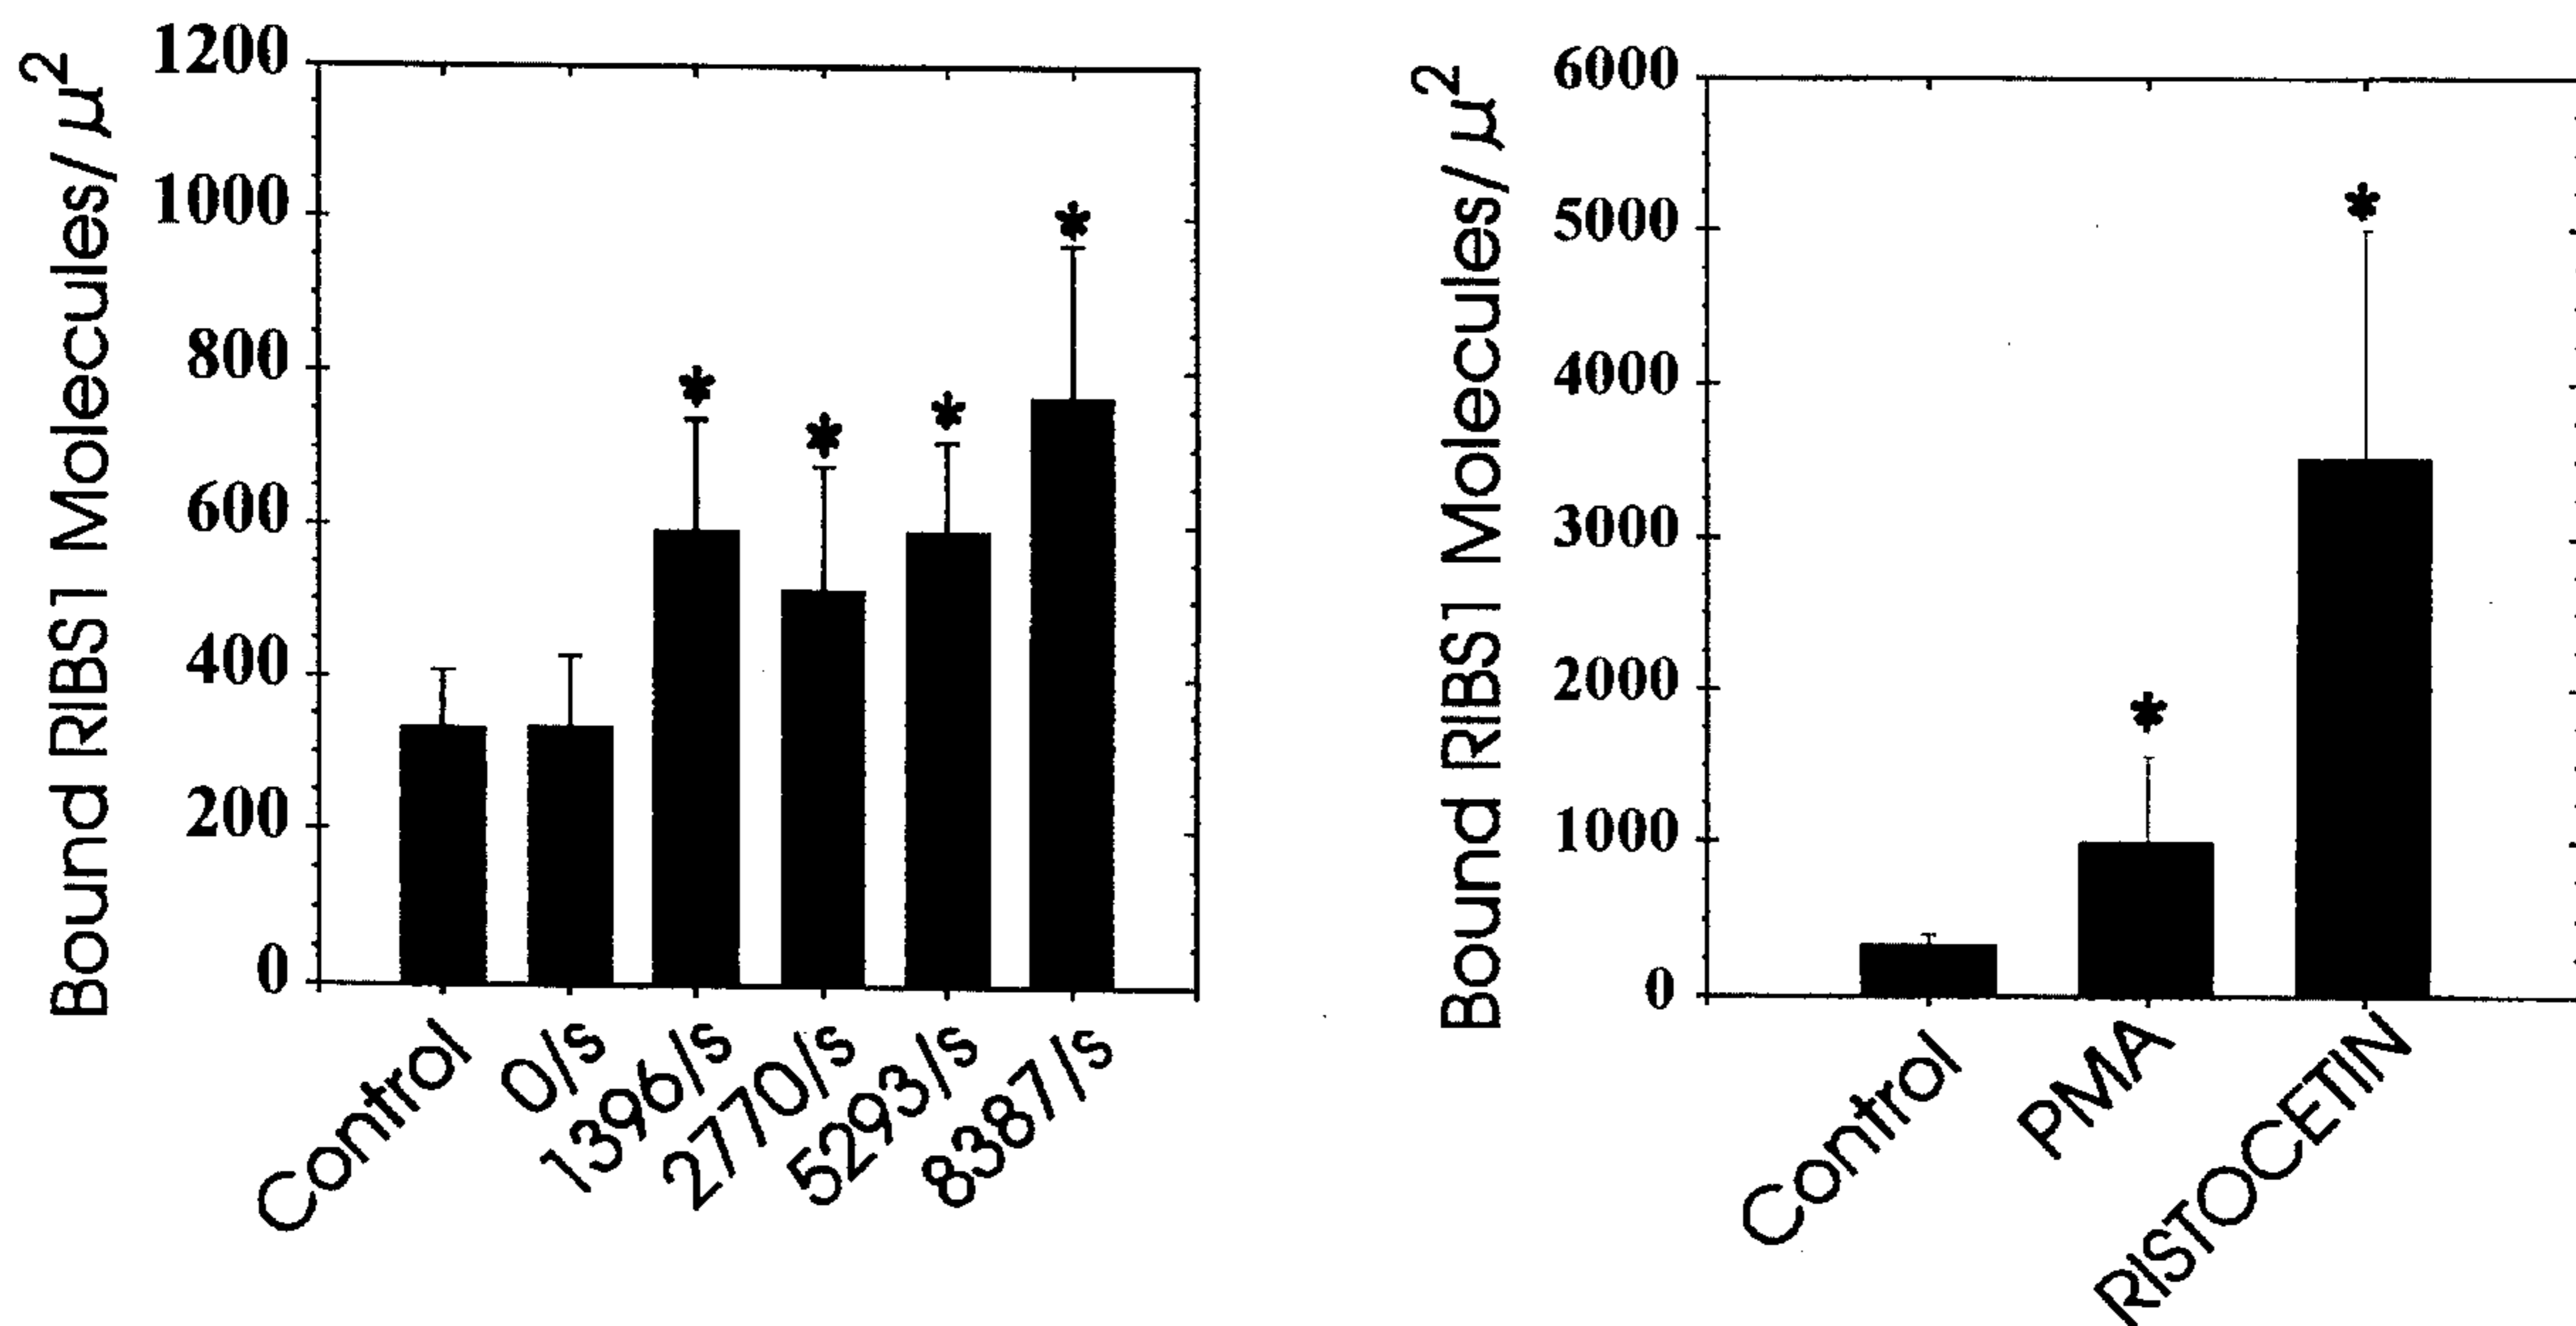 Bound RIBS1 Molecules/μ²
1200
1000
800
600
400
200
0
*
*
*
*
Control
0/s
1396/s
2770/s
5293/s
8387/s
Bound RIBS1 Molecules/μ²
6000
5000
4000
3000
2000
1000
0
*
*
Control
PMA
RISTOCETIN